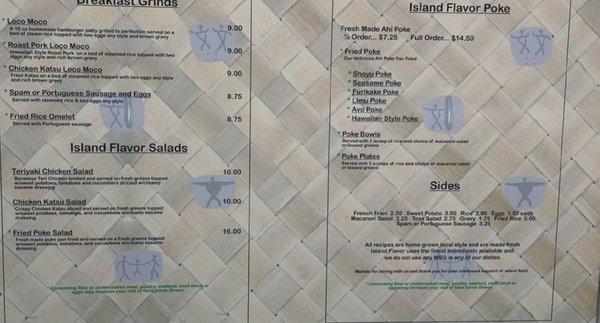 Breakfast Grinds
* Loco Moco 9.00
A 10 oz homemade hamburger patty grilled to perfection served on a
bed of steam rice topped with two eggs any style and rich brown gravy
* Roast Pork Loco Moco 9.00
Hawaiian Style Roast Pork on a bed of steamed rice topped with two
eggs any style and rich brown gravy
* Chicken Katsu Loco Moco 9.00
Fried Katsu on a bed of steamed rice topped with two eggs any style
and rich brown gravy
* Spam or Portuguese Sausage and Eggs 8.75
Served with steamed rice & two eggs any style
* Fried Rice Omelet 8.75
Served with Portuguese sausage
Island Flavor Salads
Teriyaki Chicken Salad 10.00
Boneless Teri Chicken broiled and served on fresh greens topped
w/sweet potatoes, tomatoes and cucumbers drizzled w/creamy
sesame dressing
Chicken Katsu Salad 10.00
Crispy Chicken Katsu sliced and served on fresh greens topped
w/sweet potatoes, tomatoes, and cucumbers w/creamy sesame
dressing
* Fried Poke Salad 16.00
Fresh made poke pan fried and served on a fresh greens topped
w/sweet potatoes, tomatoes, and cucumbers w/creamy sesame
dressing
* Consuming Raw or undercooked meat, poultry, seafood, shell stock or
eggs may increase your risk of food borne illness.
Island Flavor Poke
Fresh Made Ahi Poke
½ Order... $7.25 Full Order... $14.50
* Fried Poke
Our delicious Ahi Poke Pan Fried
* Shoyu Poke
* Seasame Poke
* Furikake Poke
* Limu Poke
* Avo Poke
* Hawaiian Style Poke
* Poke Bowls
Served with 1 scoop of rice and choice of macaroni salad
or tossed greens
Poke Plates
Served with 2 scoops of rice and choice of macaroni salad
or tossed greens
Sides
French Fries 2.50 Sweet Potato 3.00 Rice 2.00 Eggs 1.50 each
Macaroni Salad 2.25 Toss Salad 2.75 Gravy 1.75 Fried Rice 5.00
Spam or Portuguese Sausage 3.25
All recipes are home grown local style and are made fresh
Island Flavor uses the finest ingredients available and
we do not use any MSG in any of our dishes
Mahalo for dining with us and thank you for your continued support of island food
* Consuming Raw or undercooked meat, poultry, seafood, shell stock or
eggs may increase your risk of food borne illness.